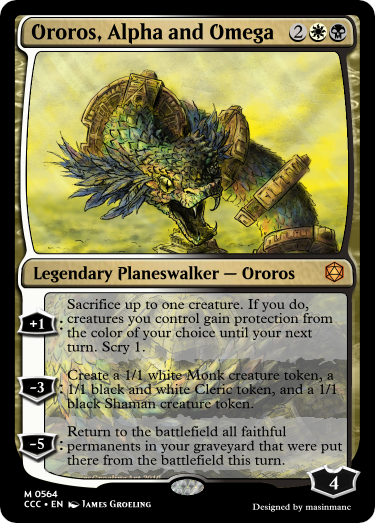 Ororos, Alpha and Omega 2
Legendary Planeswalker — Ororos
+1: Sacrifice up to one creature. If you do,
creatures you control gain protection from
the color of your choice until your next
turn. Scry 1.
-3: Create a 1/1 white Monk creature token, a
1/1 black and white Cleric token, and a 1/1
black Shaman creature token.
-5: Return to the battlefield all faithful
permanents in your graveyard that were put
there from the battlefield this turn.
4
M 0564
CCC • EN James Groeling
Designed by masinmanc